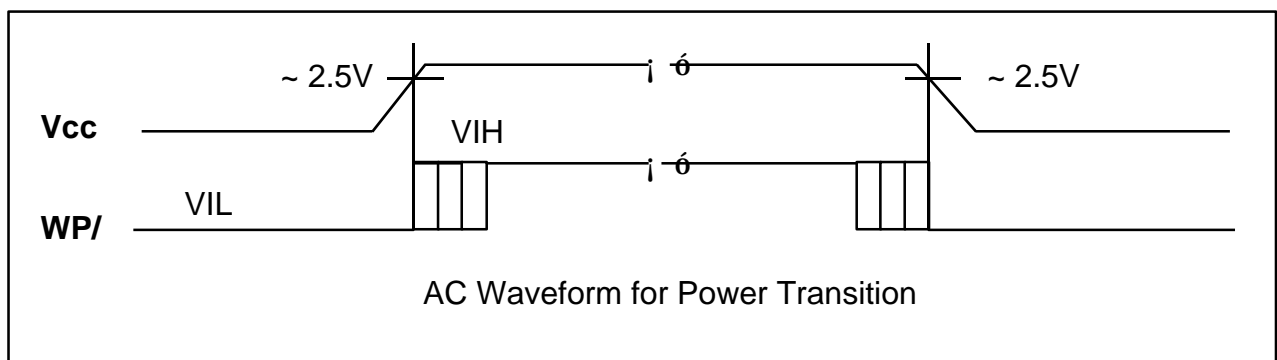 ~ 2.5V
¡ ó
~ 2.5V
Vcc
VIH
¡ ó
VIL
WP/
AC Waveform for Power Transition